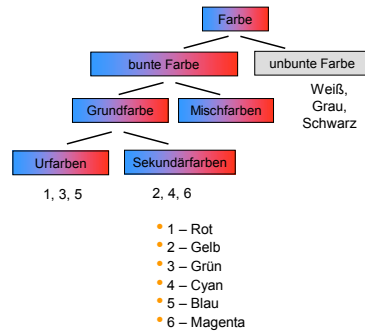 Farbe
bunte Farbe
unbunte Farbe
Weiß,
Grau,
Schwarz
Grundfarbe
Mischfarben
Urfarben
Sekundärfarben
1, 3, 5
2, 4, 6
• 1 – Rot
• 2 – Gelb
• 3 – Grün
• 4 – Cyan
• 5 – Blau
• 6 – Magenta